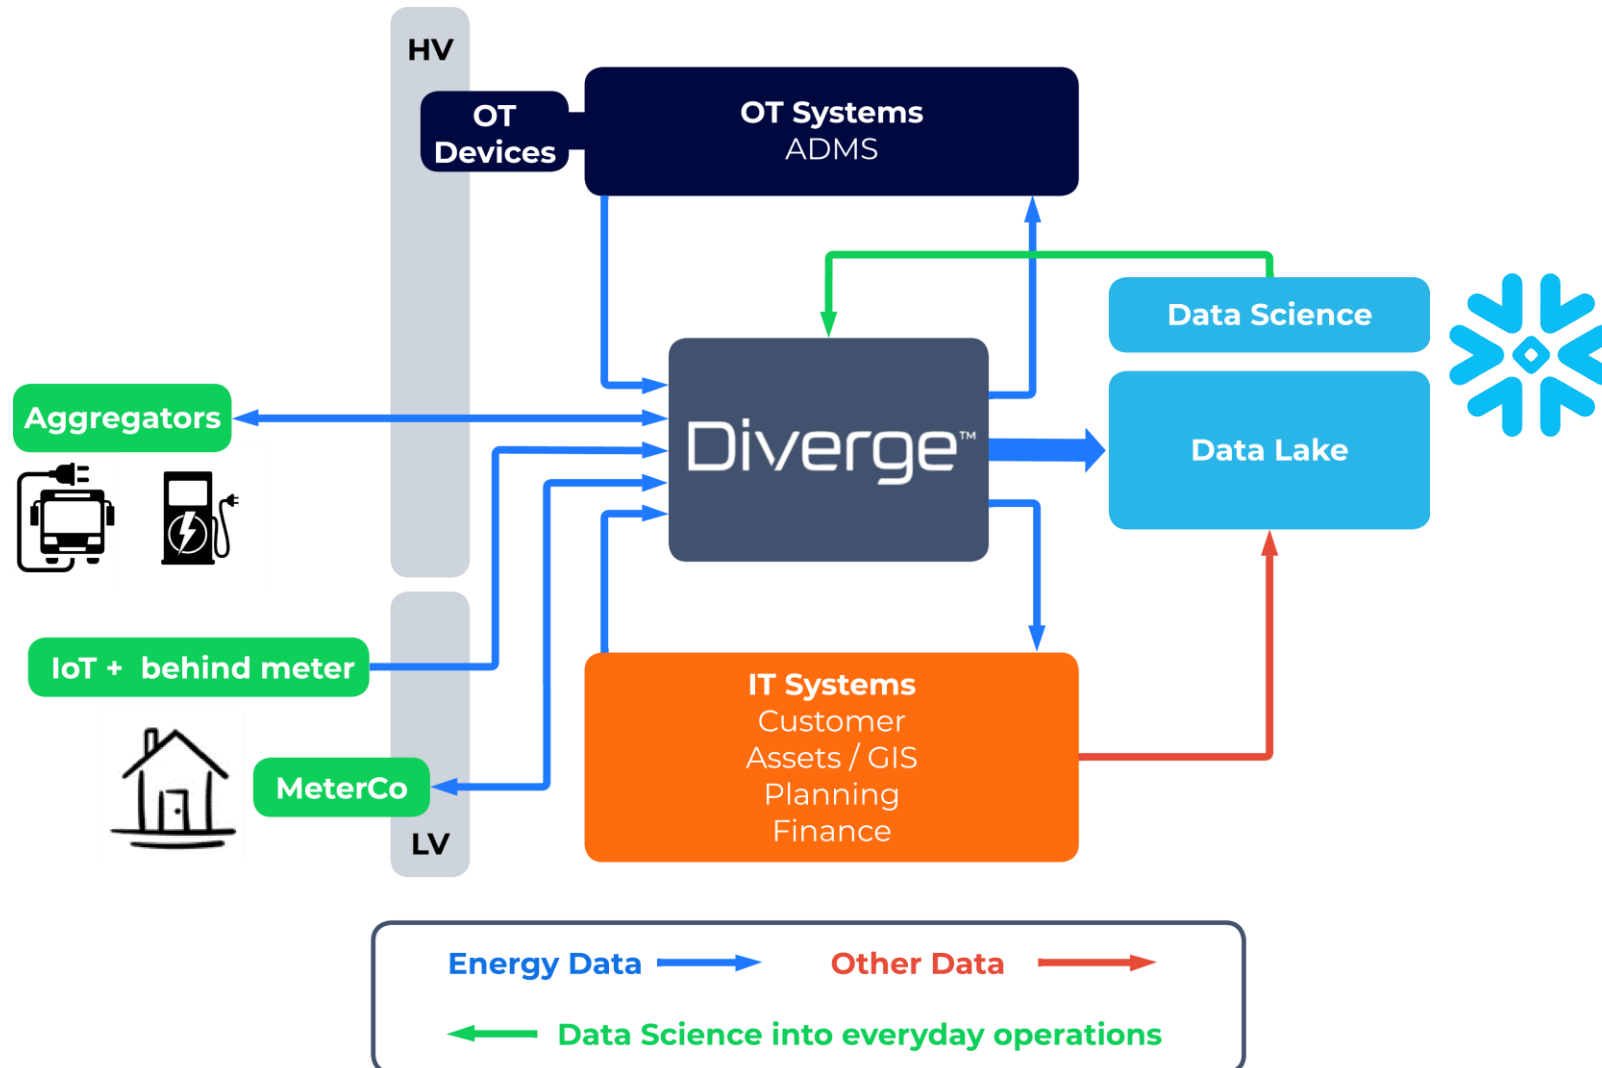 HV
OT
Devices
OT Systems
ADMS
Data Science
Aggregators
Diverge™
Data Lake
IoT + behind meter
MeterCo
LV
IT Systems
Customer
Assets / GIS
Planning
Finance
Energy Data
Other Data
Data Science into everyday operations